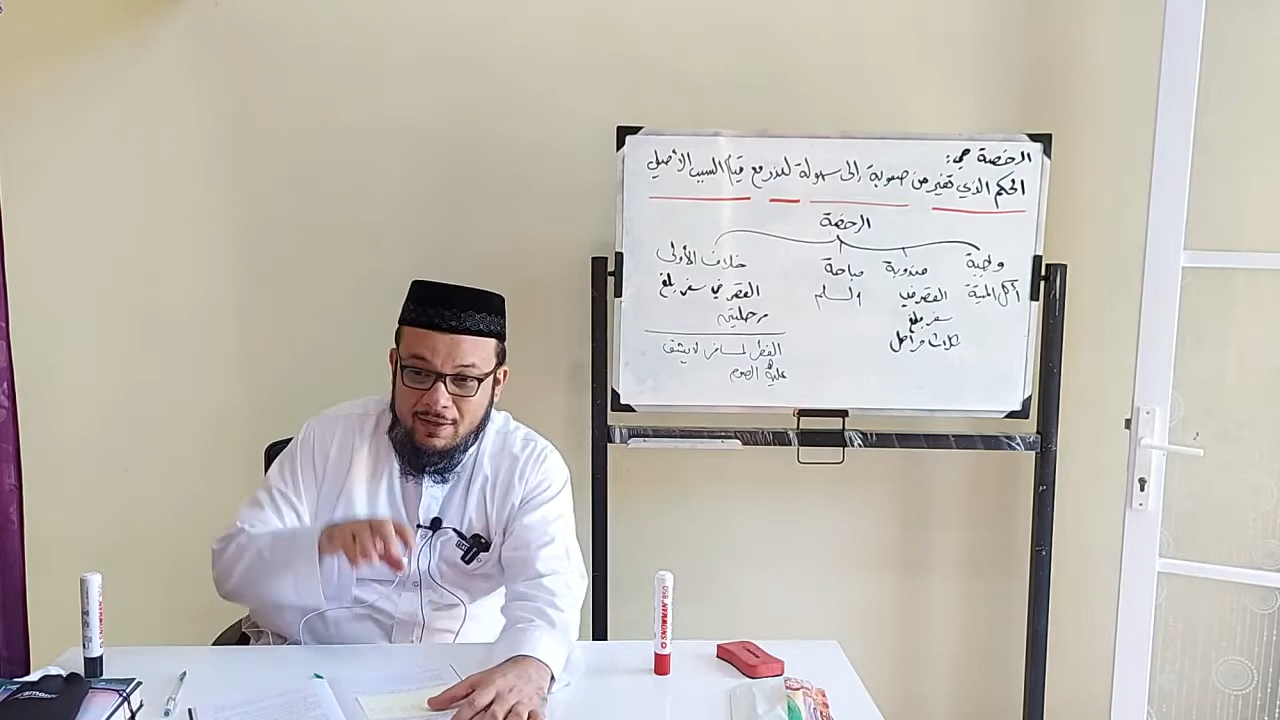 الرخصة هي:
الحكم الذي تغير من صعوبة إلى سهولة لعذر مع قيام السبب الأصلي
الرخصة
واجبة
أكل الميتة
مندوبة
القصر في
سفر بلغ
ثلاث مراحل
مباحة
السلم
خلاف الأولى
القصر في سفر بلغ
مرحلتين
الفطر لمسافر لا يشق
عليه الصوم
SNOWMAN